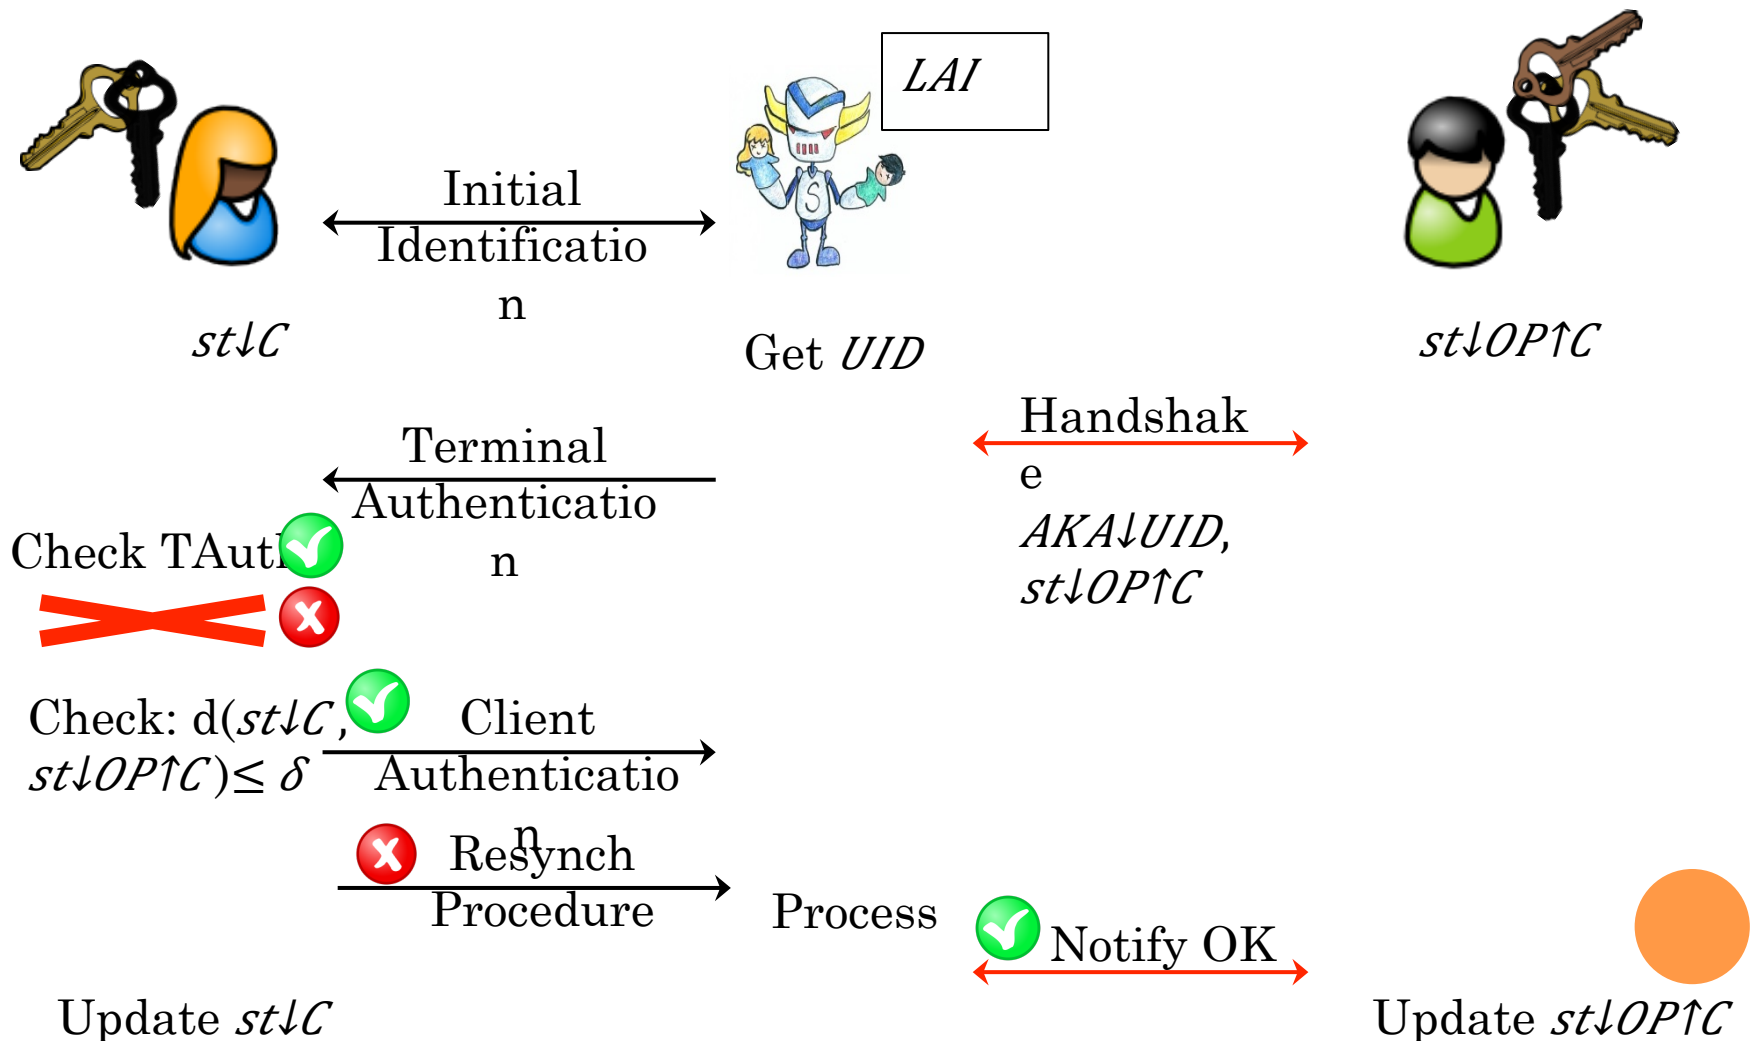 LAI
Initial
Identificatio
n
st↓C
Get UID
st↓OP↑C
Handshak
e
AKA↓UID,
st↓OP↑C
Terminal
Authenticatio
n
Check TAuth
Check: d(st↓C,
st↓OP↑C)≤ δ
Client
Authenticatio
n
Resynch
Procedure
Process
Notify OK
Update st↓C
Update st↓OP↑C
S